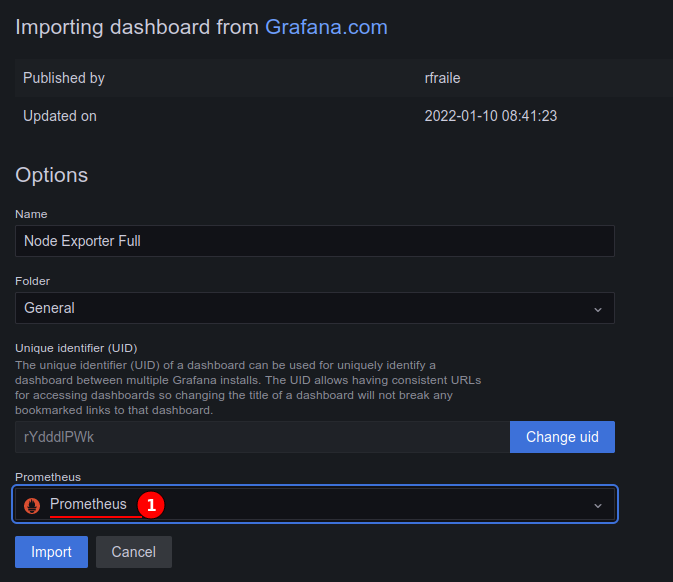 Importing dashboard from Grafana.com
Published by rfraile
Updated on 2022-01-10 08:41:23
Options
Name
Node Exporter Full
Folder
General
Unique identifier (UID)
The unique identifier (UID) of a dashboard can be used for uniquely identify a
dashboard between multiple Grafana installs. The UID allows having consistent URLs
for accessing dashboards so changing the title of a dashboard will not break any
bookmarked links to that dashboard.
rYdddlPWk Change uid
Prometheus
Prometheus 1
Import Cancel